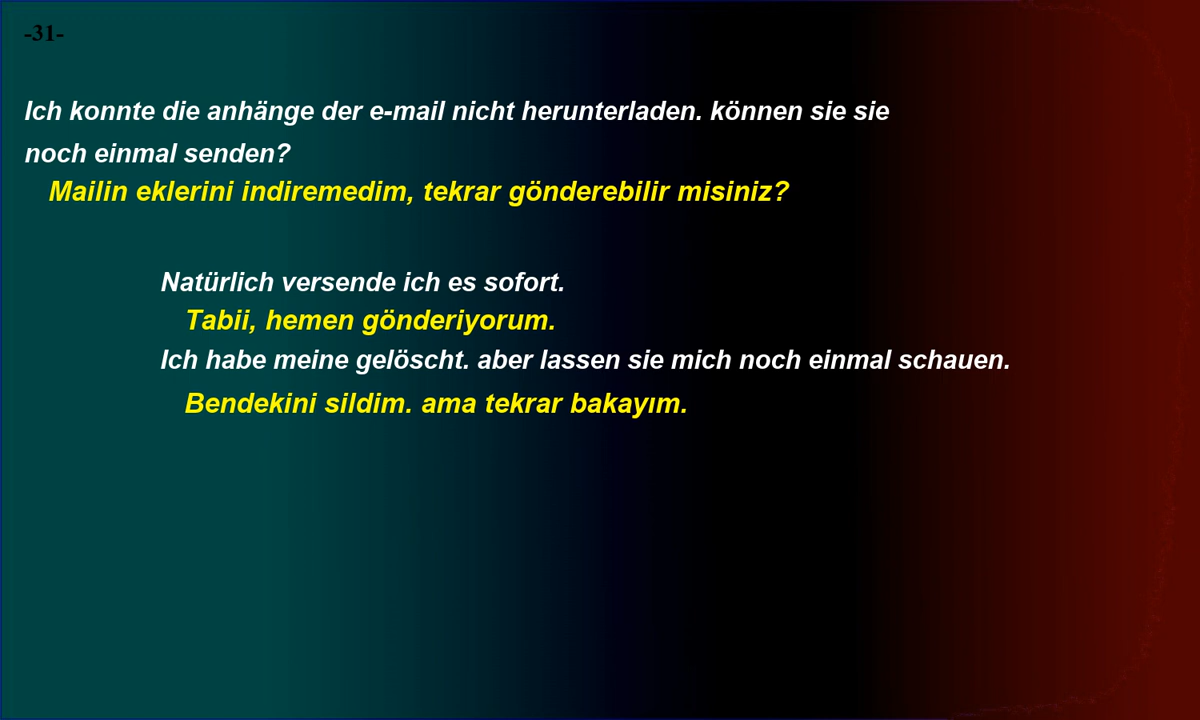 -31-
Ich konnte die anhänge der e-mail nicht herunterladen. können sie sie
noch einmal senden?
Mailin eklerini indiremedim, tekrar gönderebilir misiniz?
Natürlich versende ich es sofort.
Tabii, hemen gönderiyorum.
Ich habe meine gelöscht. aber lassen sie mich noch einmal schauen.
Bendekini sildim. ama tekrar bakayım.